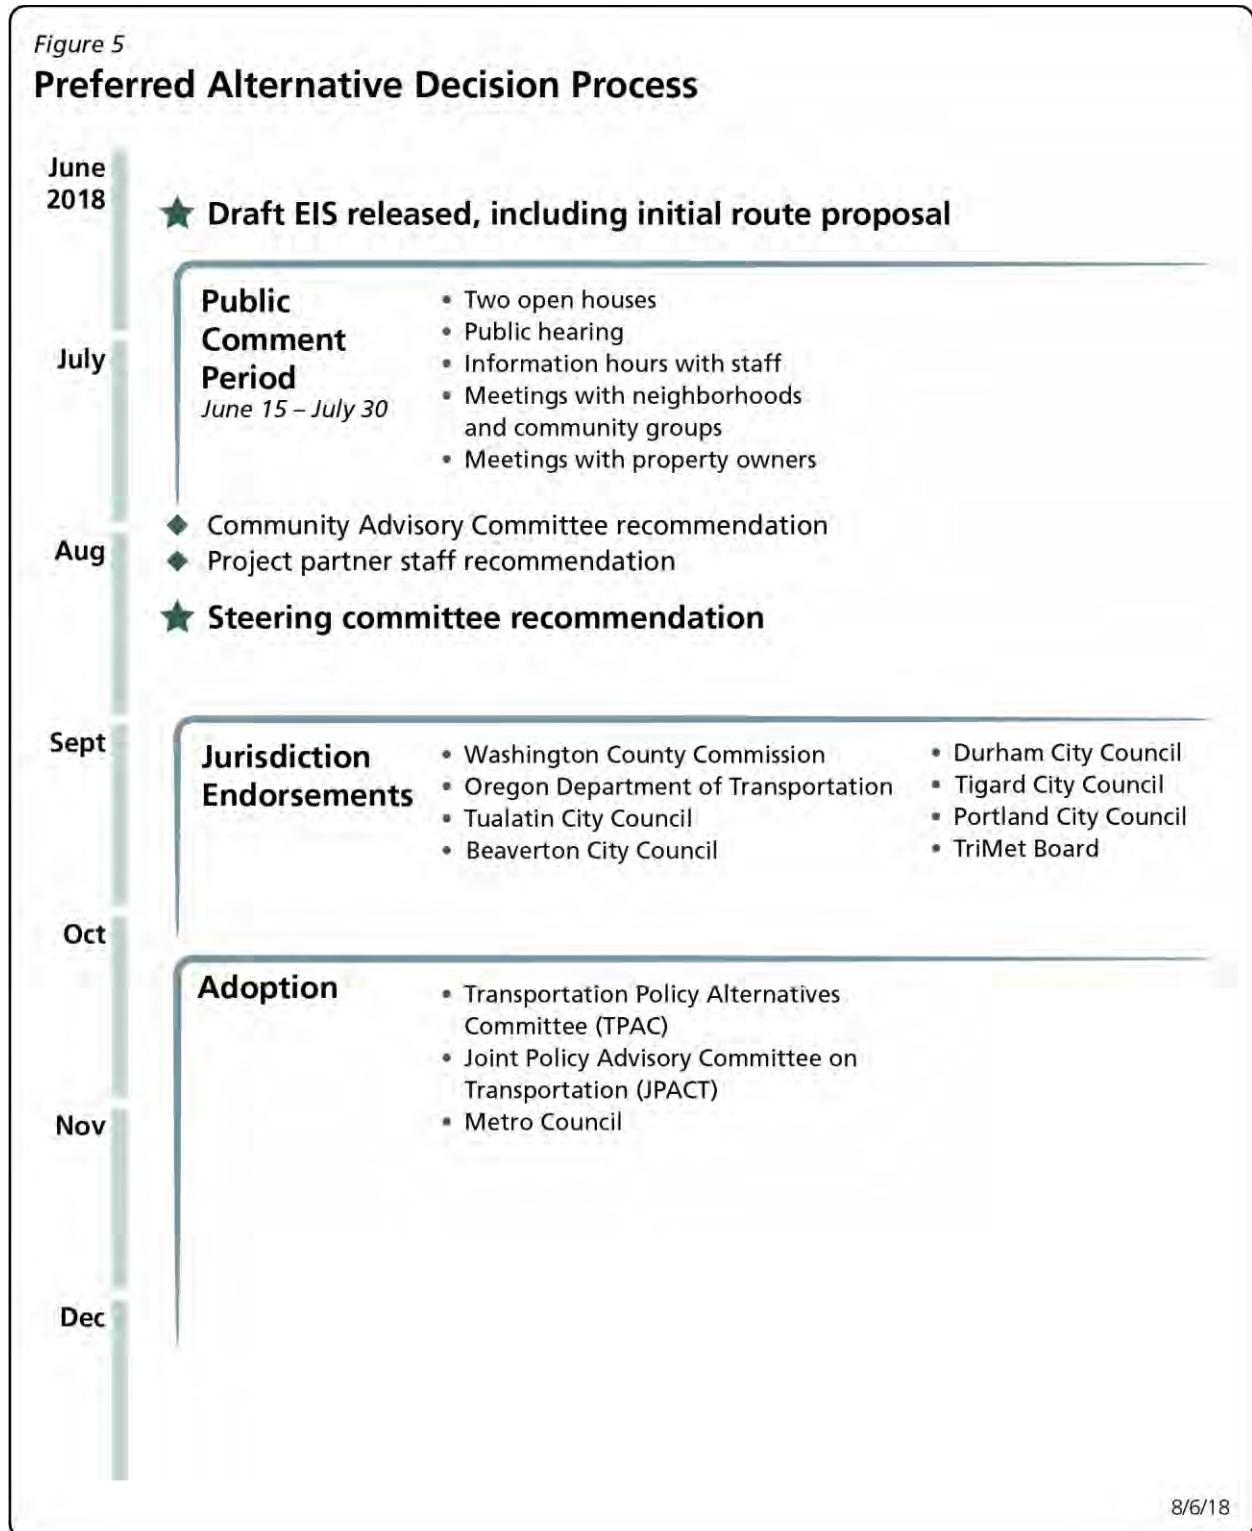 Figure 5
Preferred Alternative Decision Process
June
2018
★ Draft EIS released, including initial route proposal
Public
Comment
Period
June 15 – July 30
• Two open houses
• Public hearing
• Information hours with staff
• Meetings with neighborhoods
and community groups
• Meetings with property owners
July
◆ Community Advisory Committee recommendation
Aug
◆ Project partner staff recommendation
★ Steering committee recommendation
Sept
Jurisdiction
Endorsements
• Washington County Commission
• Oregon Department of Transportation
• Tualatin City Council
• Beaverton City Council
• Durham City Council
• Tigard City Council
• Portland City Council
• TriMet Board
Oct
Adoption
• Transportation Policy Alternatives
Committee (TPAC)
• Joint Policy Advisory Committee on
Transportation (JPACT)
• Metro Council
Nov
Dec
8/6/18